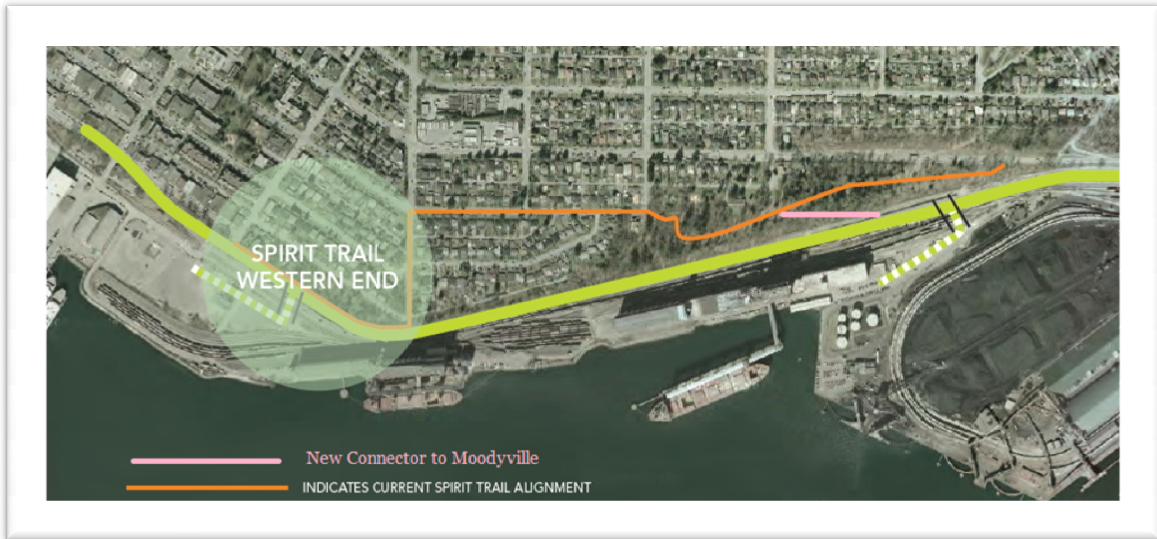 SPIRIT TRAIL
WESTERN END
New Connector to Moodyville
INDICATES CURRENT SPIRIT TRAIL ALIGNMENT